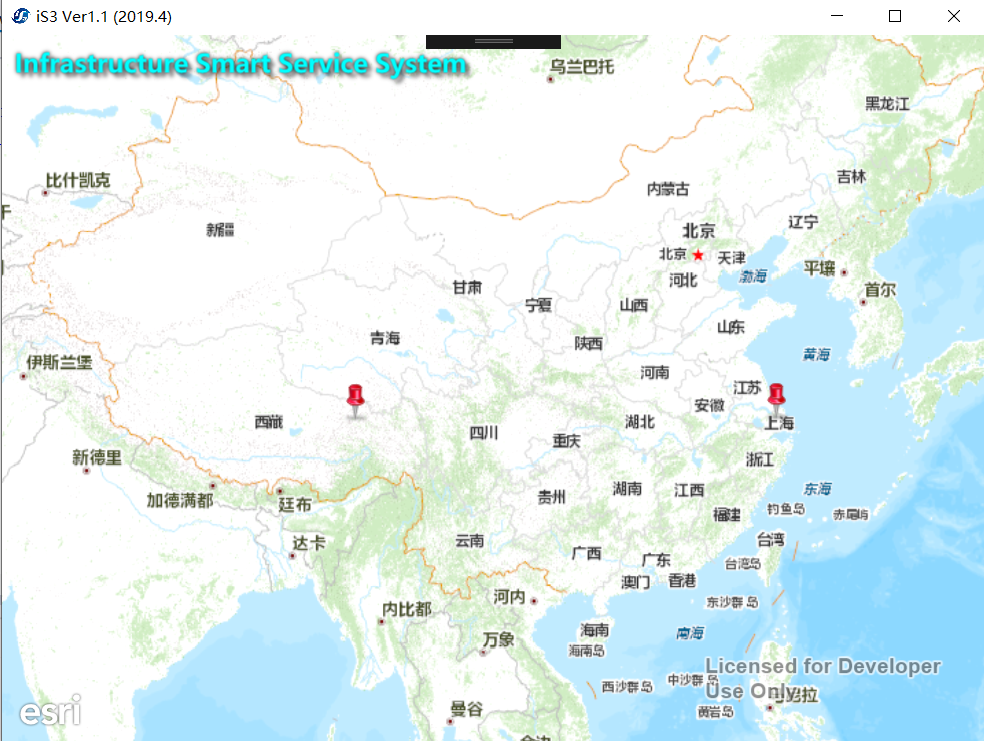 iS3 Ver1.1 (2019.4)
Infrastructure Smart Service System
乌兰巴托
黑龙江
比什凯克
吉林
内蒙古
新疆
辽宁
北京
北京
天津
平壤
渤海
河北
首尔
甘肃
宁夏
山西
山东
青海
陕西
黄海
伊斯兰堡
河南
江苏
安徽
西藏
湖北
上海
四川
重庆
新德里
浙江
湖南
江西
东海
加德满都
贵州
廷布
福建
钓鱼岛
赤尾屿
达卡
云南
台湾
广西
广东
台湾岛
澳门
香港
河内
东沙群岛
内比都
海南
南海
万象
海南岛
Licensed for Developer
Use Only
西沙群岛
中沙群岛
曼谷
黄岩岛
esri